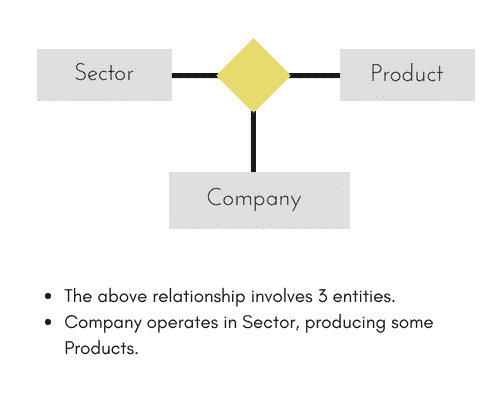 Sector
Product
Company
• The above relationship involves 3 entities.
• Company operates in Sector, producing some
Products.